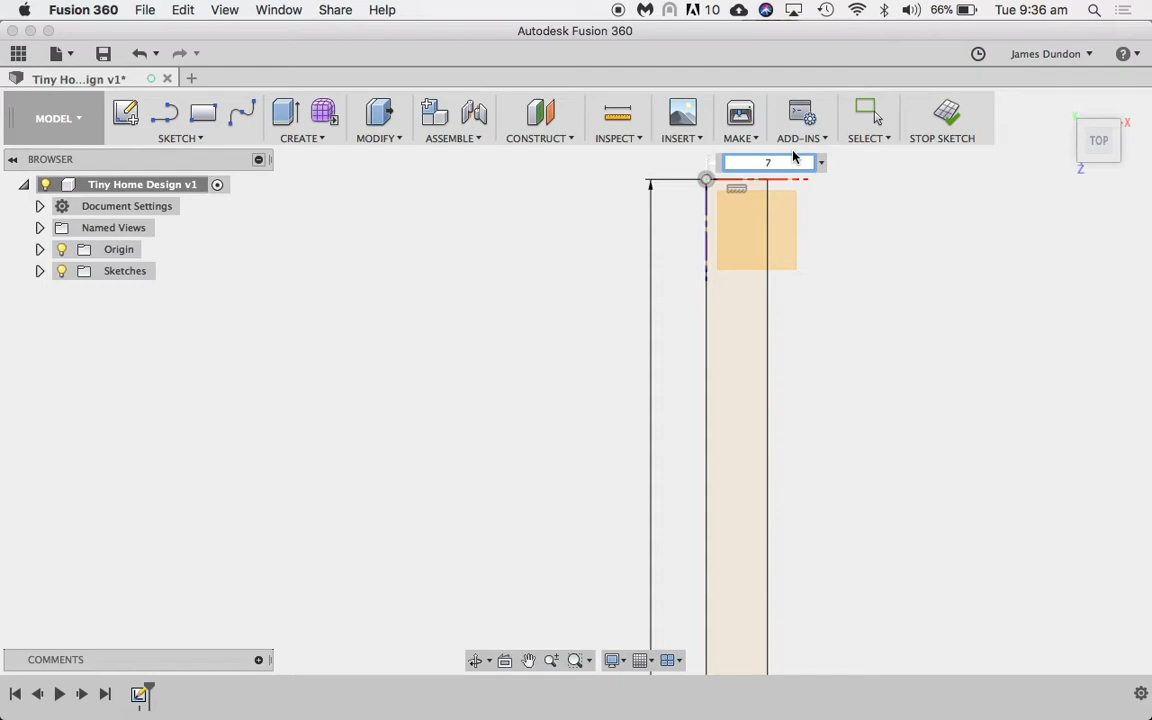 Fusion 360 File Edit View Window Share Help 10 66% Tue 9:36 am
Autodesk Fusion 360
James Dundon
Tiny Ho...ign v1*
MODEL
SKETCH CREATE MODIFY ASSEMBLE CONSTRUCT INSPECT INSERT MAKE ADD-INS SELECT STOP SKETCH
Y X TOP Z
BROWSER
7
Tiny Home Design v1
Document Settings
Named Views
Origin
Sketches
COMMENTS